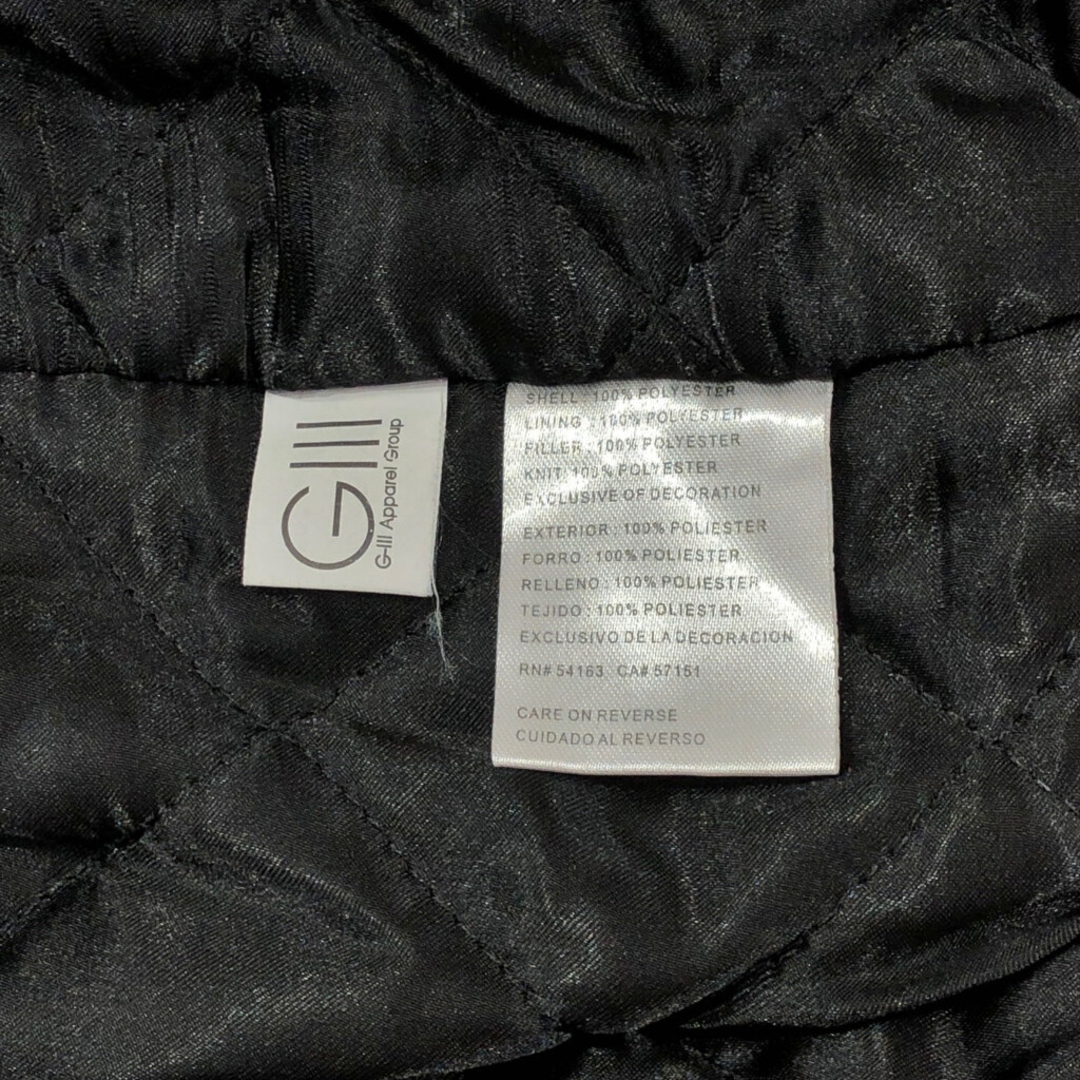 GIII
G-III Apparel Group
SHELL : 100% POLYESTER
LINING : 100% POLYESTER
FILLER : 100% POLYESTER
KNIT: 100% POLYESTER
EXCLUSIVE OF DECORATION
EXTERIOR : 100% POLIESTER
FORRO : 100% POLIESTER
RELLENO : 100% POLIESTER
TEJIDO : 100% POLIESTER
EXCLUSIVO DE LA DECORACION
RN# 54163 CA# 57151
CARE ON REVERSE
CUIDADO AL REVERSO